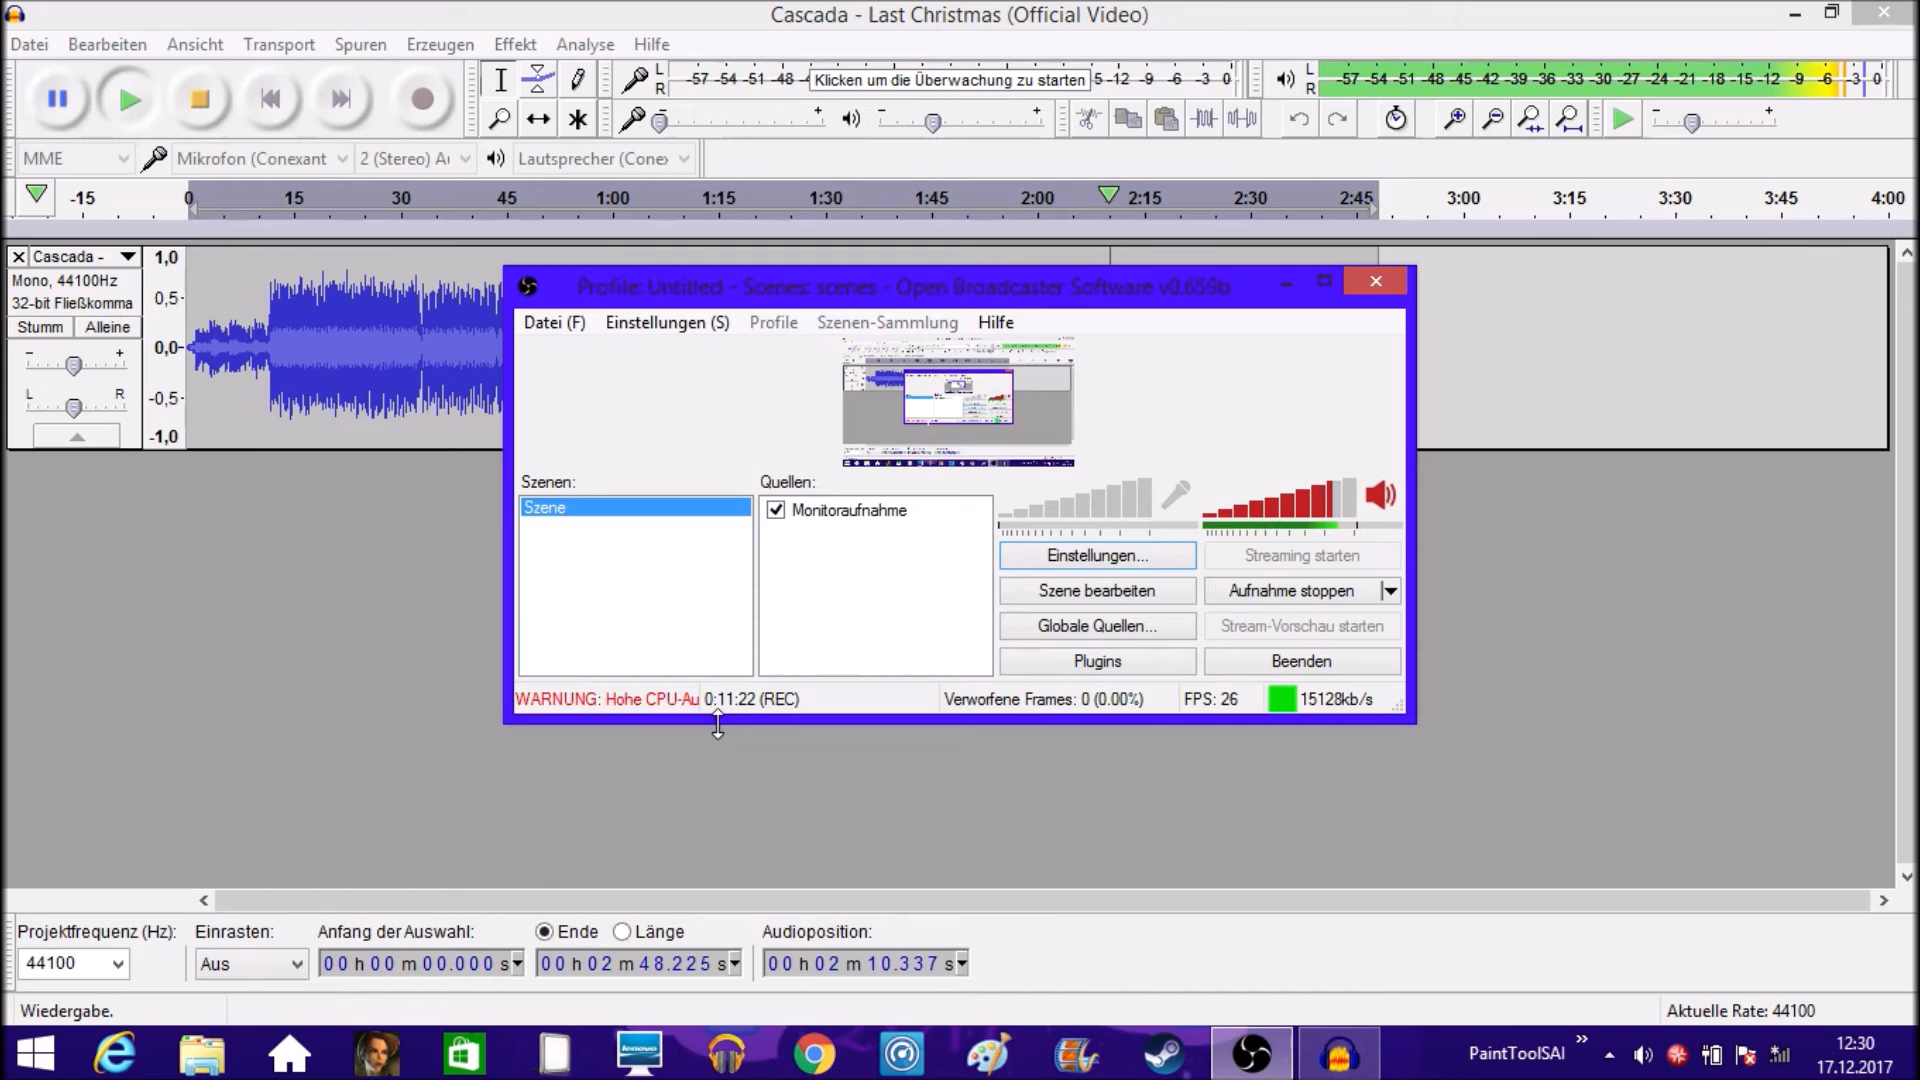 Cascada - Last Christmas (Official Video)
Datei Bearbeiten Ansicht Transport Spuren Erzeugen Effekt Analyse Hilfe
L -57 -54 -51 -48 Klicken um die Überwachung zu starten 5 -12 -9 -6 -3 0 L -57 -54 -51 -48 -45 -42 -39 -36 -33 -30 -27 -24 -21 -18 -15 -12 -9 -6 -3 0
R R
- + - + - +
MME Mikrofon (Conexant 2 (Stereo) Lautsprecher (Cone
-15 0 15 30 45 1:00 1:15 1:30 1:45 2:00 2:15 2:30 2:45 3:00 3:15 3:30 3:45 4:00
Cascada - 1,0
Mono, 44100Hz
32-bit Fließkomma 0,5
Stumm Alleine
- + 0,0
L R -0,5
-1,0
Profile: Untitled - Scenes: scenes - Open Broadcaster Software v0.659b
Datei (F) Einstellungen (S) Profile Szenen-Sammlung Hilfe
Szenen: Quellen:
Szene Monitoraufnahme
Einstellungen... Streaming starten
Szene bearbeiten Aufnahme stoppen
Globale Quellen... Stream-Vorschau starten
Plugins Beenden
WARNUNG: Hohe CPU-Au 0:11:22 (REC) Verworfene Frames: 0 (0.00%) FPS: 26 15128kb/s
Projektfrequenz (Hz): Einrasten: Anfang der Auswahl: Ende Länge Audioposition:
44100 Aus 00 h 00 m 00.000 s 00 h 02 m 48.225 s 00 h 02 m 10.337 s
Wiedergabe. Aktuelle Rate: 44100
lenovo PaintToolSAI » 12:30
17.12.2017